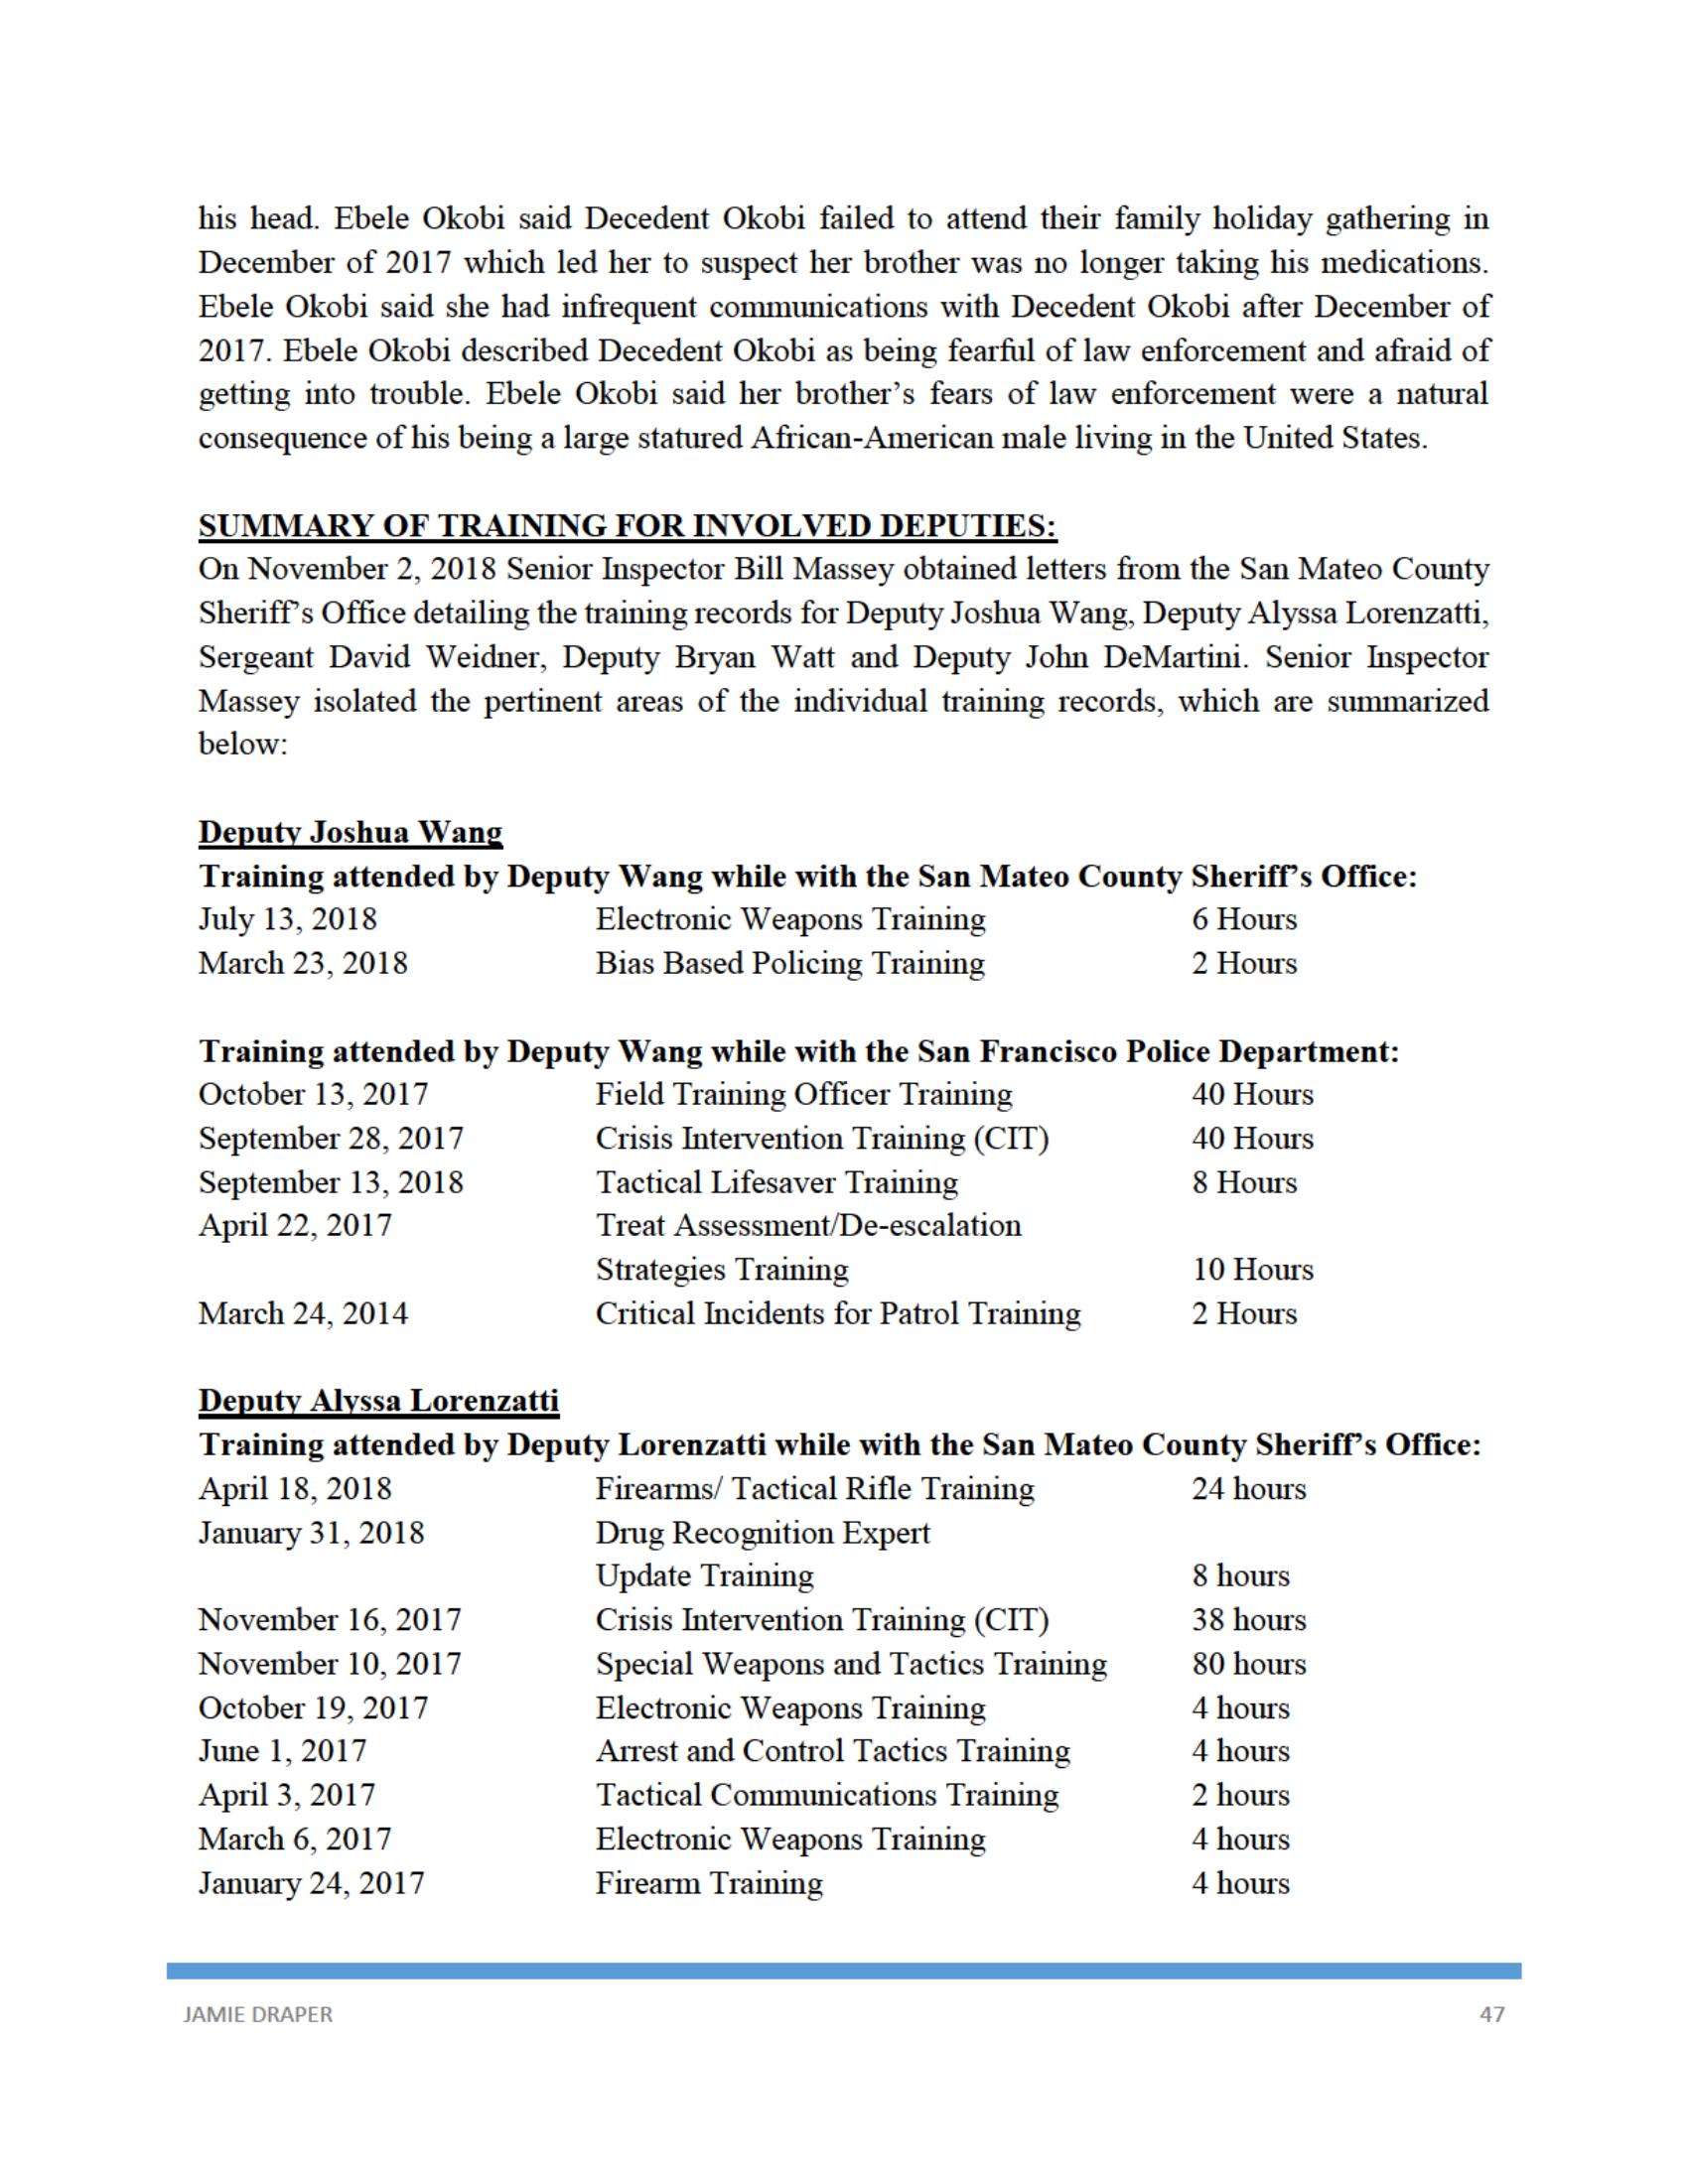 his head. Ebele Okobi said Decedent Okobi failed to attend their family holiday gathering in
December of 2017 which led her to suspect her brother was no longer taking his medications.
Ebele Okobi said she had infrequent communications with Decedent Okobi after December of
2017. Ebele Okobi described Decedent Okobi as being fearful of law enforcement and afraid of
getting into trouble. Ebele Okobi said her brother’s fears of law enforcement were a natural
consequence of his being a large statured African-American male living in the United States.
SUMMARY OF TRAINING FOR INVOLVED DEPUTIES:
On November 2, 2018 Senior Inspector Bill Massey obtained letters from the San Mateo County
Sheriff’s Office detailing the training records for Deputy Joshua Wang, Deputy Alyssa Lorenzatti,
Sergeant David Weidner, Deputy Bryan Watt and Deputy John DeMartini. Senior Inspector
Massey isolated the pertinent areas of the individual training records, which are summarized
below:
Deputy Joshua Wang
Training attended by Deputy Wang while with the San Mateo County Sheriff’s Office:
July 13, 2018 Electronic Weapons Training 6 Hours
March 23, 2018 Bias Based Policing Training 2 Hours
Training attended by Deputy Wang while with the San Francisco Police Department:
October 13, 2017 Field Training Officer Training 40 Hours
September 28, 2017 Crisis Intervention Training (CIT) 40 Hours
September 13, 2018 Tactical Lifesaver Training 8 Hours
April 22, 2017 Treat Assessment/De-escalation
Strategies Training 10 Hours
March 24, 2014 Critical Incidents for Patrol Training 2 Hours
Deputy Alyssa Lorenzatti
Training attended by Deputy Lorenzatti while with the San Mateo County Sheriff’s Office:
April 18, 2018 Firearms/ Tactical Rifle Training 24 hours
January 31, 2018 Drug Recognition Expert
Update Training 8 hours
November 16, 2017 Crisis Intervention Training (CIT) 38 hours
November 10, 2017 Special Weapons and Tactics Training 80 hours
October 19, 2017 Electronic Weapons Training 4 hours
June 1, 2017 Arrest and Control Tactics Training 4 hours
April 3, 2017 Tactical Communications Training 2 hours
March 6, 2017 Electronic Weapons Training 4 hours
January 24, 2017 Firearm Training 4 hours
JAMIE DRAPER 47